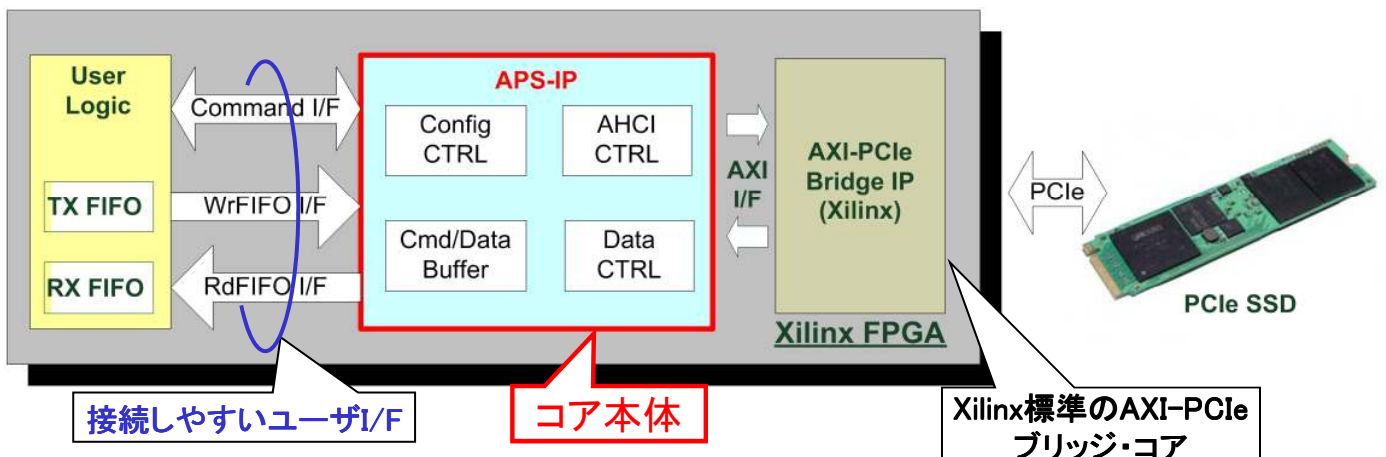 User
Logic
Command I/F
TX FIFO
WrFIFO I/F
RX FIFO
RdFIFO I/F
APS-IP
Config
CTRL
AHCI
CTRL
Cmd/Data
Buffer
Data
CTRL
AXI
I/F
AXI-PCIe
Bridge IP
(Xilinx)
Xilinx FPGA
PCIe
PCIe SSD
接続しやすいユーザI/F
コア本体
Xilinx標準のAXI-PCIe
ブリッジ・コア